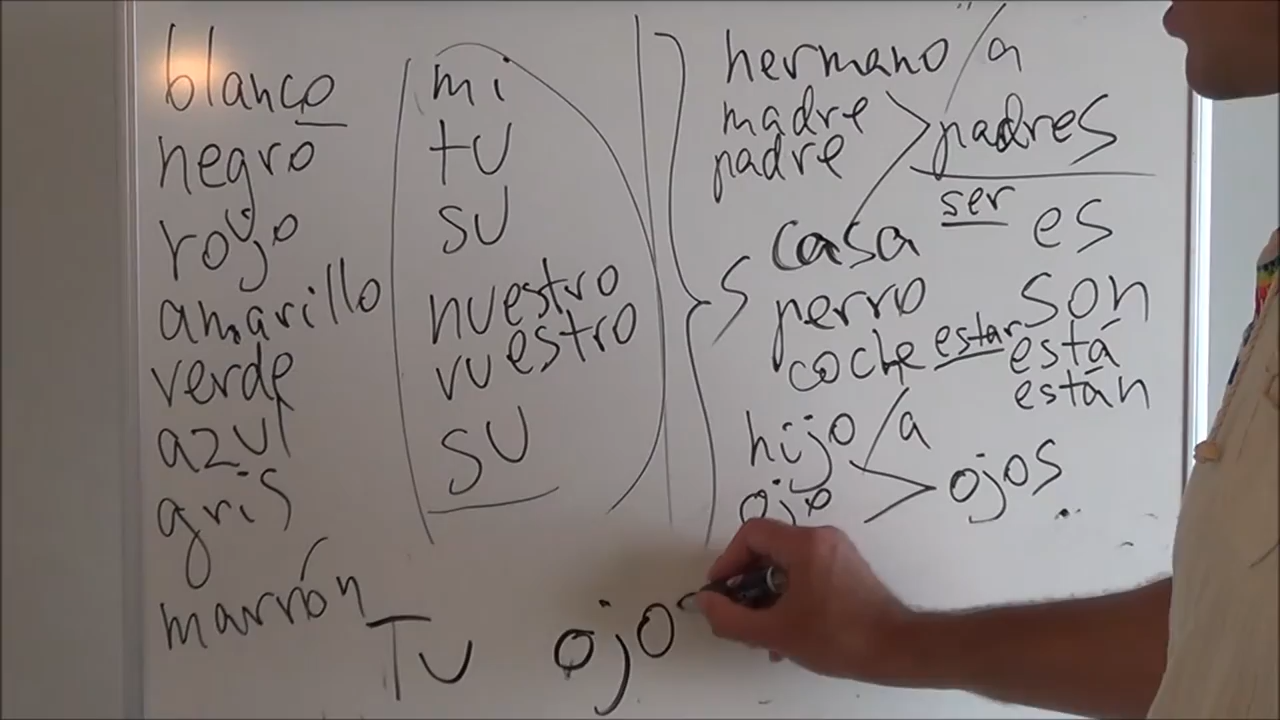 blanco
negro
rojo
amarillo
verde
azul
gris
marrón
mi
tu
su
nuestro
vuestro
su
hermano/a
madre
padre
padres
casa
ser es
s
perro
son
coche
estar está
están
hijo/a
ojo
ojos
Tu ojos